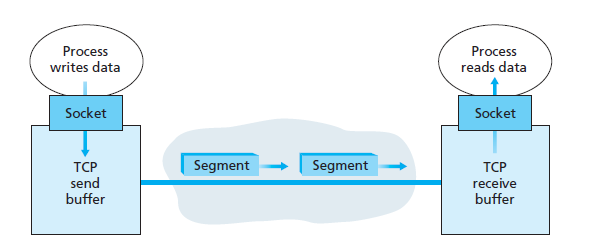 Process
writes data
Process
reads data
Socket
Socket
Segment
Segment
TCP
send
buffer
TCP
receive
buffer